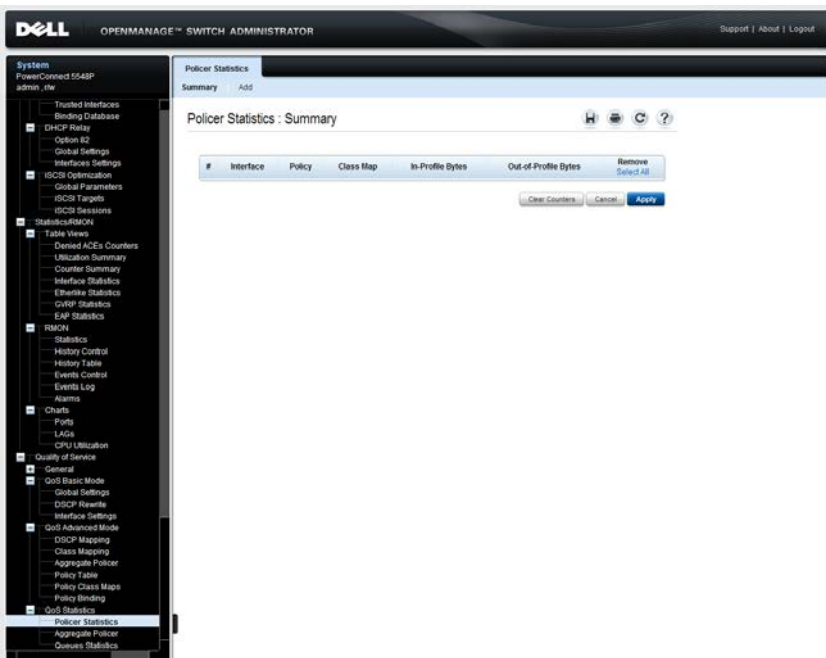 DELL OPENMANAGE™ SWITCH ADMINISTRATOR
Support | About | Logout
System
PowerConnect 5548P
admin , r/w
Trusted Interfaces
Binding Database
DHCP Relay
Option 82
Global Settings
Interfaces Settings
iSCSI Optimization
Global Parameters
iSCSI Targets
iSCSI Sessions
Statistics/RMON
Table Views
Denied ACEs Counters
Utilization Summary
Counter Summary
Interface Statistics
Etherlike Statistics
GVRP Statistics
EAP Statistics
RMON
Statistics
History Control
History Table
Events Control
Events Log
Alarms
Charts
Ports
LAGs
CPU Utilization
Quality of Service
General
QoS Basic Mode
Global Settings
DSCP Rewrite
Interface Settings
QoS Advanced Mode
DSCP Mapping
Class Mapping
Aggregate Policer
Policy Table
Policy Class Maps
Policy Binding
QoS Statistics
Policer Statistics
Aggregate Policer
Queues Statistics
Policer Statistics
Summary Add
Policer Statistics : Summary
# Interface Policy Class Map In-Profile Bytes Out-of-Profile Bytes Remove
Select All
Clear Counters Cancel Apply